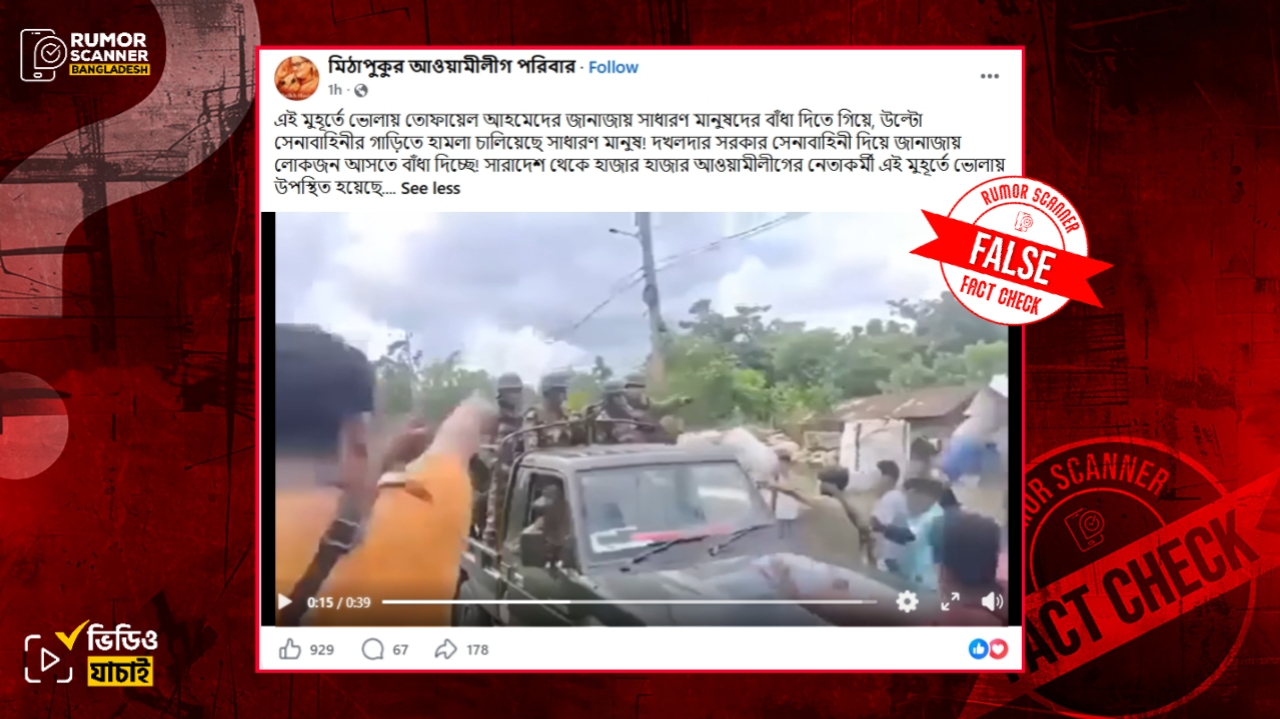 RUMOR
SCANNER
BANGLADESH
মিঠাপুকুর আওয়ামীলীগ পরিবার · Follow
1h ·
এই মুহূর্তে ভোলায় তোফায়েল আহমেদের জানাজায় সাধারণ মানুষদের বাঁধা দিতে গিয়ে, উল্টো
সেনাবাহিনীর গাড়িতে হামলা চালিয়েছে সাধারণ মানুষ! দখলদার সরকার সেনাবাহিনী দিয়ে জানাজায়
লোকজন আসতে বাঁধা দিচ্ছে! সারাদেশ থেকে হাজার হাজার আওয়ামীলীগের নেতাকর্মী এই মুহূর্তে ভোলায়
উপস্থিত হয়েছে.... See less
RUMOR SCANNER
FALSE
FACT CHECK
0:15 / 0:39
929
67
178
ভিডিও
যাচাই
MOR SCANNER
FACT CHECK